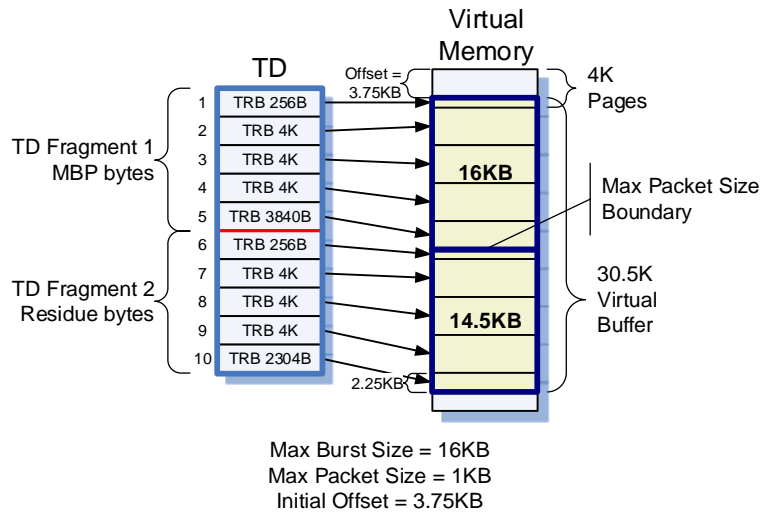 Virtual
Memory
TD
Offset =
3.75KB
4K
Pages
1 TRB 256B
2 TRB 4K
3 TRB 4K
4 TRB 4K
5 TRB 3840B
6 TRB 256B
7 TRB 4K
8 TRB 4K
9 TRB 4K
10 TRB 2304B
TD Fragment 1
MBP bytes
TD Fragment 2
Residue bytes
16KB
14.5KB
Max Packet Size
Boundary
30.5K
Virtual
Buffer
2.25KB
Max Burst Size = 16KB
Max Packet Size = 1KB
Initial Offset = 3.75KB